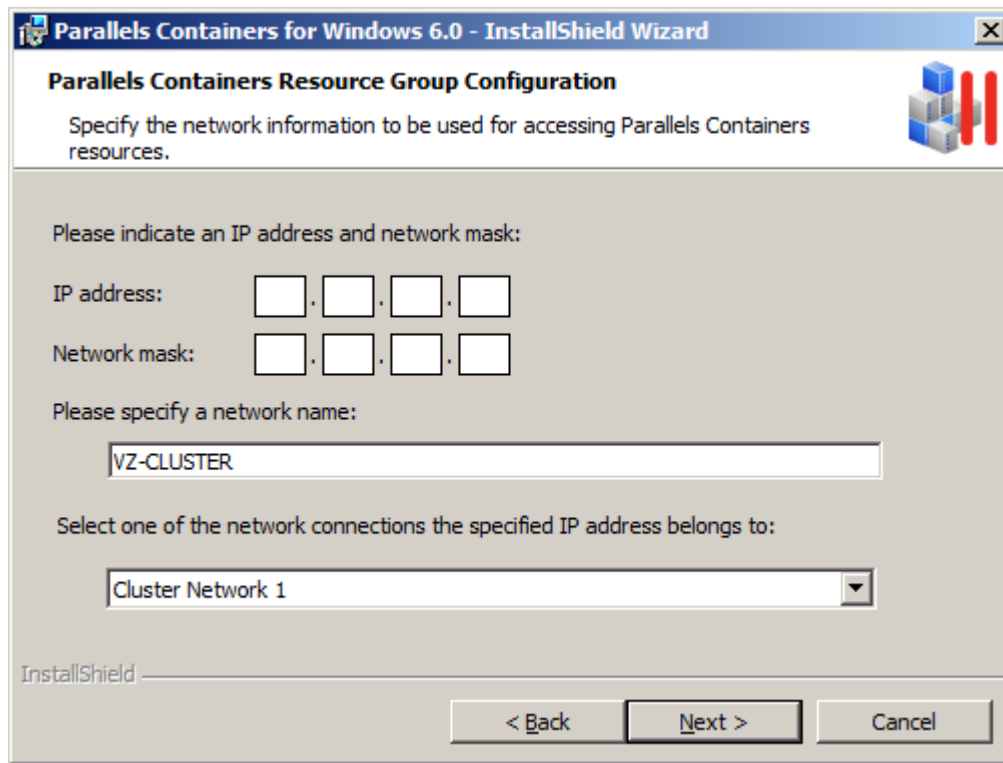 Parallels Containers for Windows 6.0 - InstallShield Wizard
Parallels Containers Resource Group Configuration
Specify the network information to be used for accessing Parallels Containers
resources.
Please indicate an IP address and network mask:
IP address: . . .
Network mask: . . .
Please specify a network name:
VZ-CLUSTER
Select one of the network connections the specified IP address belongs to:
Cluster Network 1
InstallShield
< Back Next > Cancel